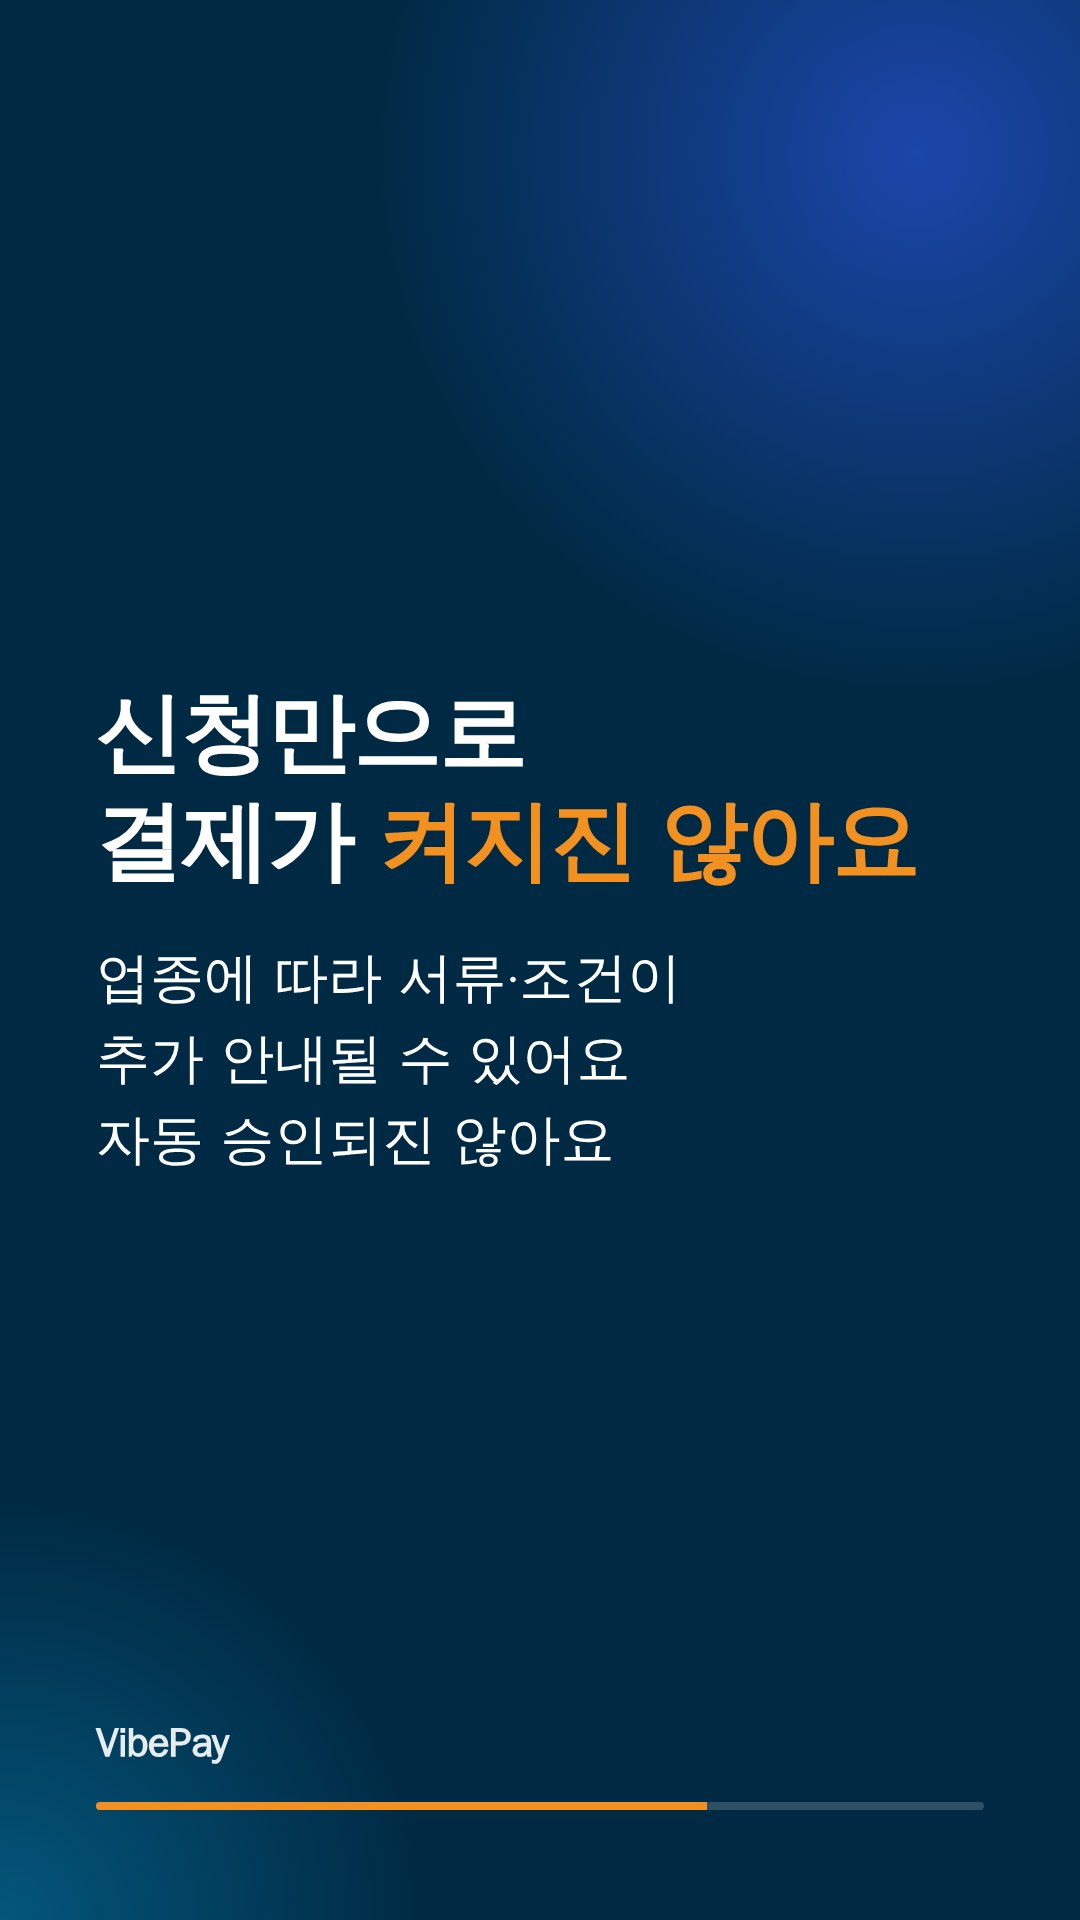 신청만으로
결제가 켜지진 않아요
업종에 따라 서류·조건이
추가 안내될 수 있어요
자동 승인되진 않아요
VibePay